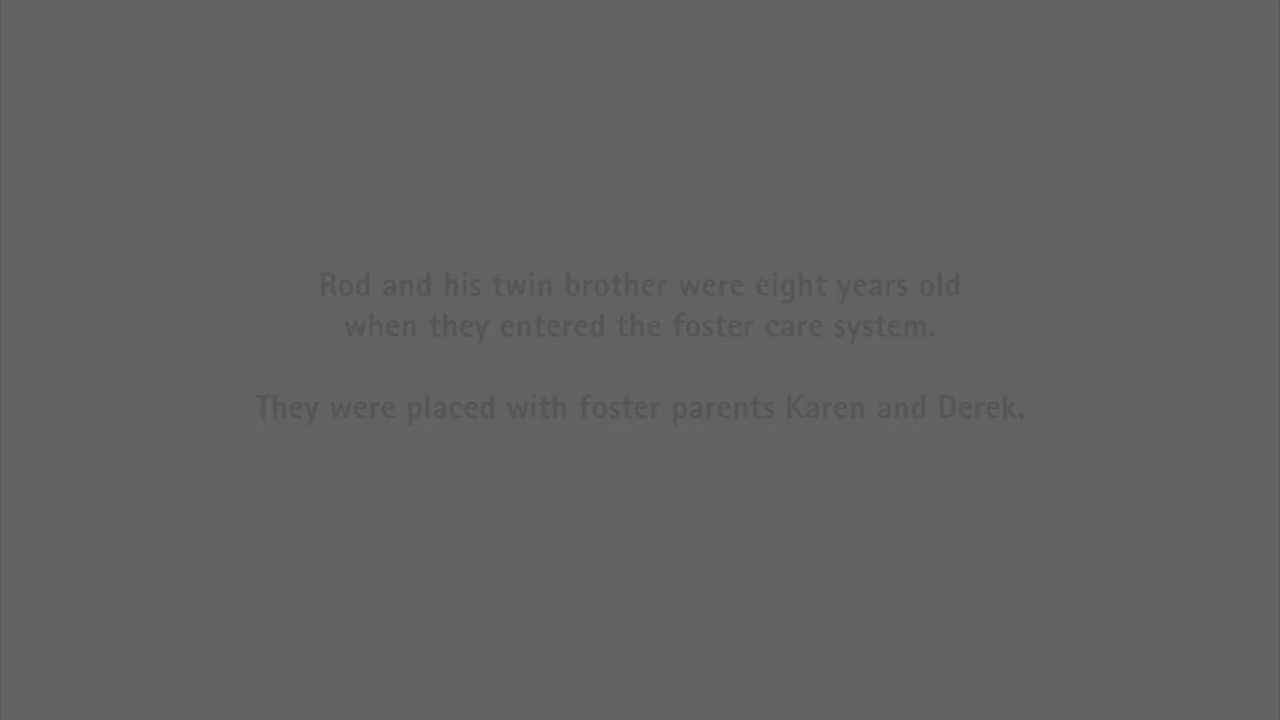 Rod and his twin brother were eight years old
when they entered the foster care system.
They were placed with foster parents Karen and Derek.